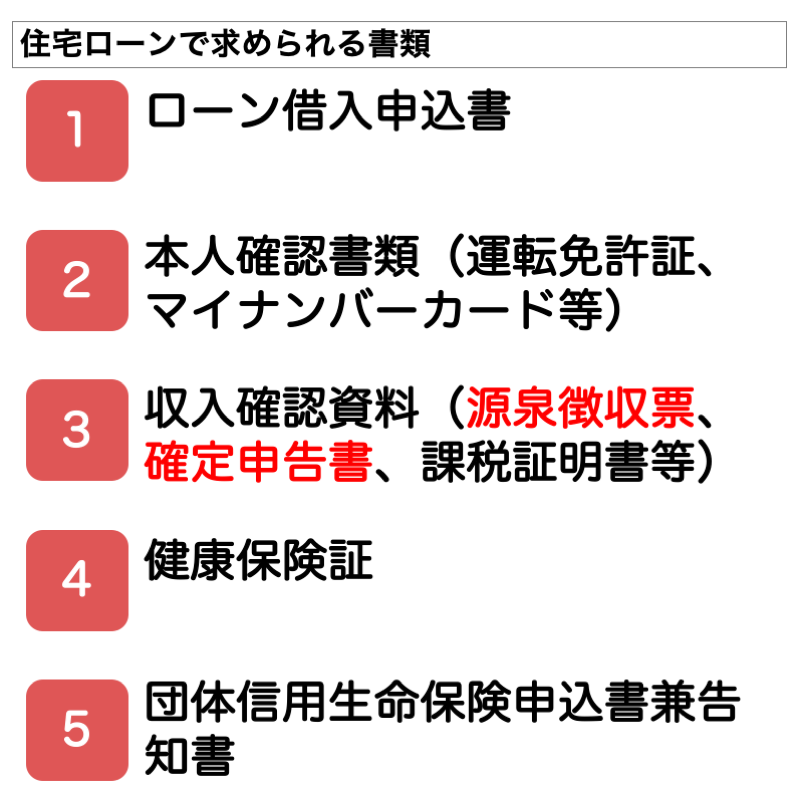 住宅ローンで求められる書類
1
ローン借入申込書
2
本人確認書類（運転免許証、
マイナンバーカード等）
3
収入確認資料（源泉徴収票、
確定申告書、課税証明書等）
4
健康保険証
5
団体信用生命保険申込書兼告
知書